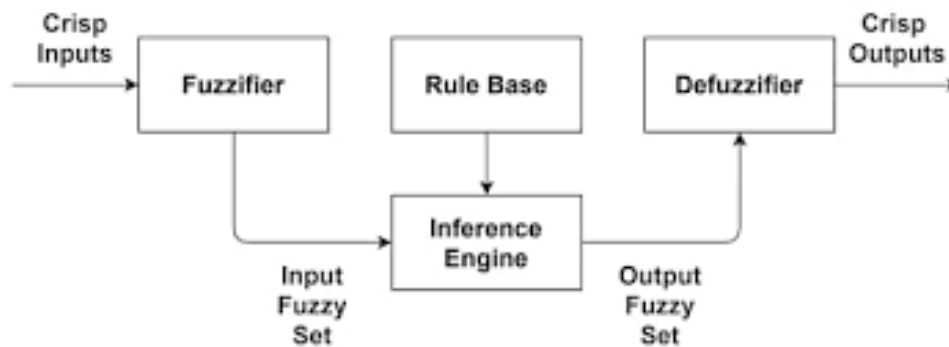 Crisp
Inputs
Fuzzifier
Rule Base
Defuzzifier
Crisp
Outputs
Inference
Engine
Input
Fuzzy
Set
Output
Fuzzy
Set